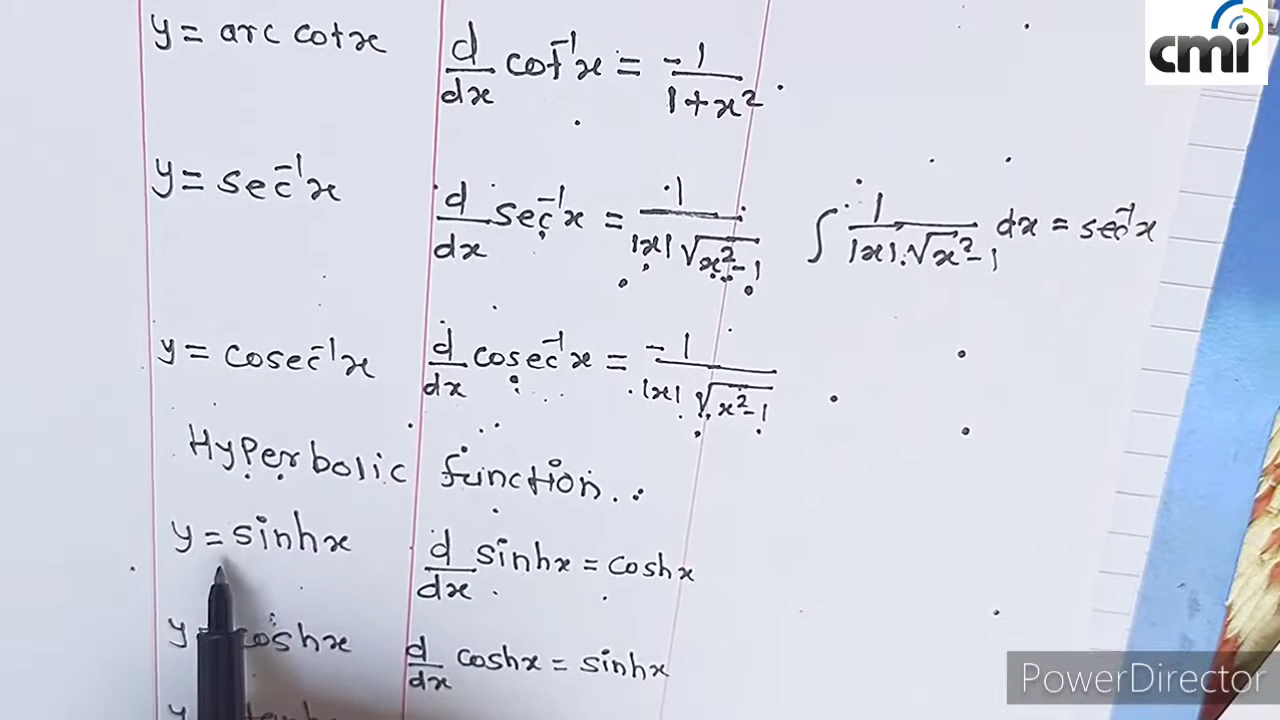 cmi
y = arc cotx d/dx cot⁻¹x = -1/1+x².
y = sec⁻¹x d/dx sec⁻¹x = 1/|x|√x²-1 ∫ 1/|x|.√x²-1 dx = sec⁻¹x
y = cosec⁻¹x d/dx cosec⁻¹x = -1/|x|√x²-1
Hyperbolic function..
y = sinhx d/dx sinhx = coshx
y = coshx d/dx coshx = sinhx
y
PowerDirector